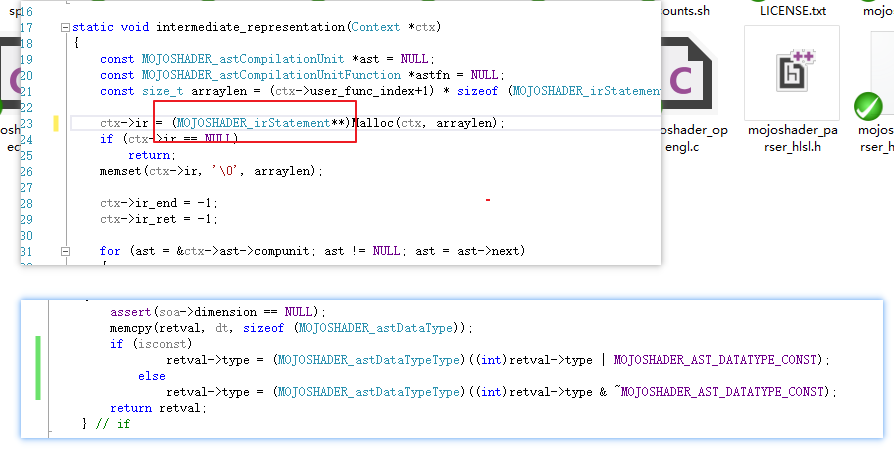 sp
ounts.sh
LICENSE.txt
mojos
16
17 static void intermediate_representation(Context *ctx)
18 {
19 const MOJOSHADER_astCompilationUnit *ast = NULL;
20 const MOJOSHADER_astCompilationUnitFunction *astfn = NULL;
21 const size_t arraylen = (ctx->user_func_index+1) * sizeof (MOJOSHADER_irStatement
22
23 ctx->ir = (MOJOSHADER_irStatement**)Malloc(ctx, arraylen);
24 if (ctx->ir == NULL)
25 return;
26 memset(ctx->ir, '\0', arraylen);
27
28 ctx->ir_end = -1;
29 ctx->ir_ret = -1;
30
31 for (ast = &ctx->ast->compunit; ast != NULL; ast = ast->next)
{
C
h
oshader_op
engl.c
mojoshader_pa
rser_hlsl.h
mojosha
rser_h
assert(soa->dimension == NULL);
memcpy(retval, dt, sizeof (MOJOSHADER_astDataType));
if (isconst)
retval->type = (MOJOSHADER_astDataTypeType)((int)retval->type | MOJOSHADER_AST_DATATYPE_CONST);
else
retval->type = (MOJOSHADER_astDataTypeType)((int)retval->type & ~MOJOSHADER_AST_DATATYPE_CONST);
return retval;
} // if